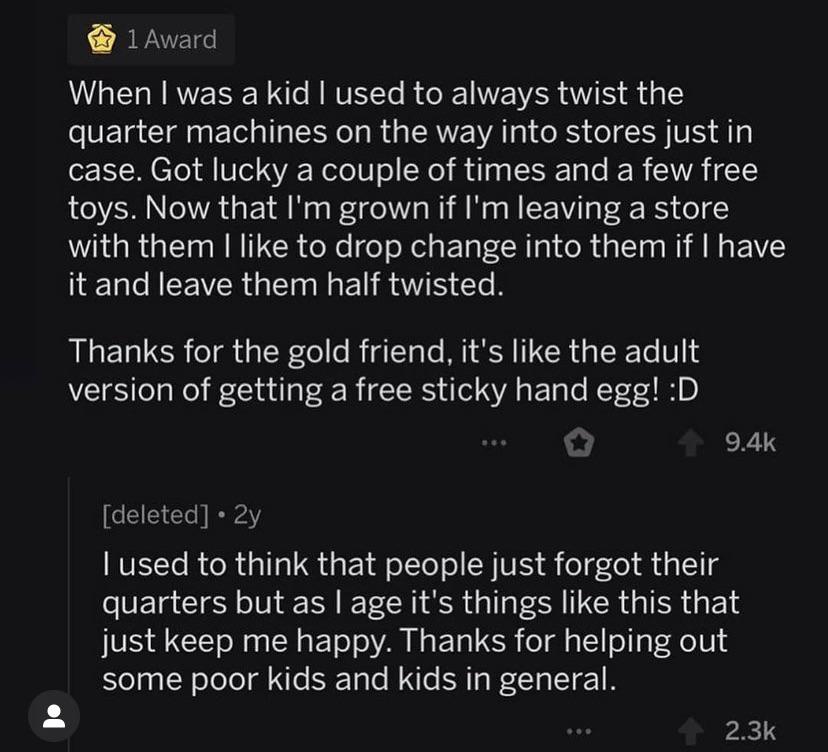 1 Award
When I was a kid I used to always twist the
quarter machines on the way into stores just in
case. Got lucky a couple of times and a few free
toys. Now that I'm grown if I'm leaving a store
with them I like to drop change into them if I have
it and leave them half twisted.
Thanks for the gold friend, it's like the adult
version of getting a free sticky hand egg! :D
... 9.4k
[deleted] • 2y
I used to think that people just forgot their
quarters but as I age it's things like this that
just keep me happy. Thanks for helping out
some poor kids and kids in general.
... 2.3k